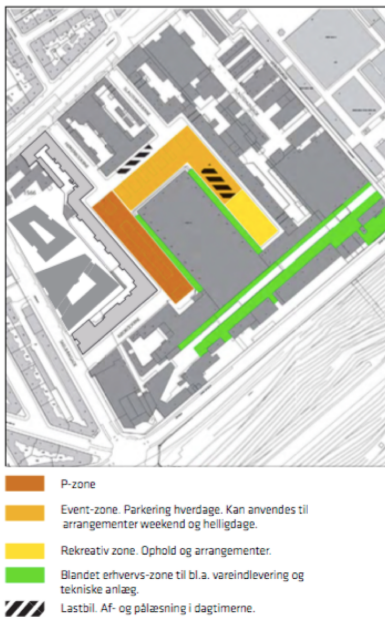 P-zone
Event-zone. Parkering hverdage. Kan anvendes til
arrangementer weekend og helligdage.
Rekreativ zone. Ophold og arrangementer.
Blandet erhvervs-zone til bl.a. vareindlevering og
tekniske anlæg.
Lastbil. Af- og pålæsning i dagtimerne.